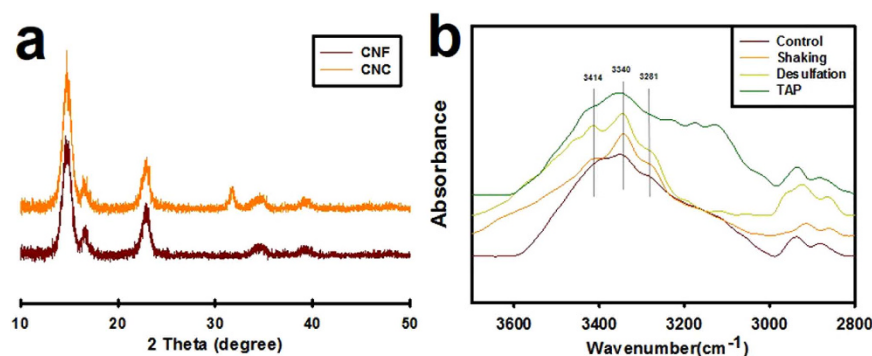 a
CNF
CNC
10 20 30 40 50
2 Theta (degree)
b
Control
Shaking
Desulfation
TAP
3414 3340 3281
Absorbance
3600 3400 3200 3000 2800
Wavenumber(cm-1)